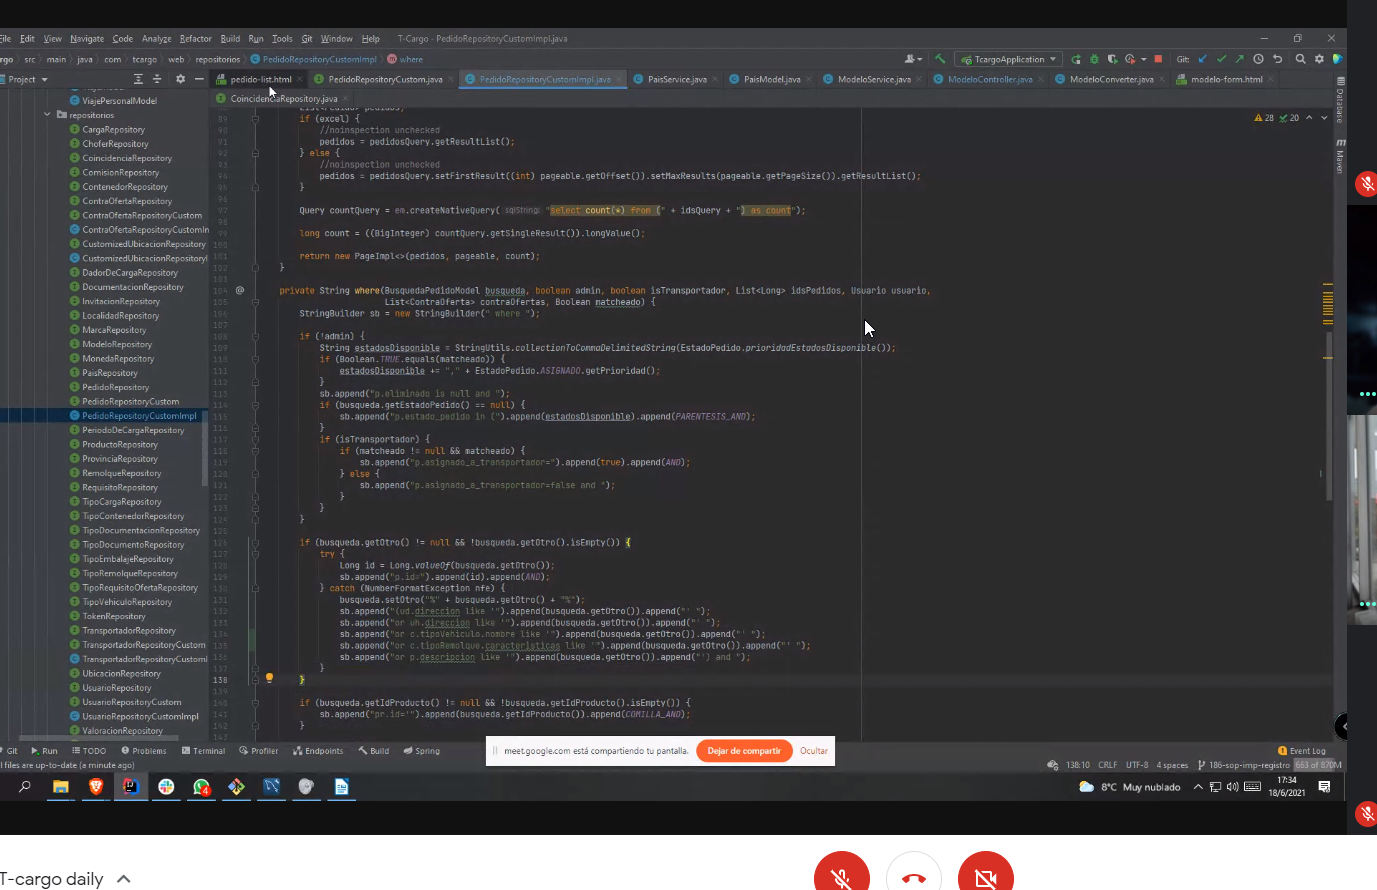 File Edit View Navigate Code Analyze Refactor Build Run Tools Git Window Help T-Cargo - PedidoRepositoryCustomImpl.java
rgo src main java com tcargo web repositorios PedidoRepositoryCustomImpl where TcargoApplication Git:
Project pedido-list.html PedidoRepositoryCustom.java PedidoRepositoryCustomImpl.java PaisService.java PaisModel.java ModeloService.java ModeloController.java ModeloConverter.java modelo-form.html
CoincidenciaRepository.java
Database
Maven
28 20
ViajePersonalModel
repositorios
CargaRepository
ChoferRepository
CoincidenciaRepository
ComisionRepository
ContenedorRepository
ContraOfertaRepository
ContraOfertaRepositoryCustom
ContraOfertaRepositoryCustomIm
CustomizedUbicacionRepository
CustomizedUbicacionRepositoryI
DadorDeCargaRepository
DocumentacionRepository
InvitacionRepository
LocalidadRepository
MarcaRepository
ModeloRepository
MonedaRepository
PaisRepository
PedidoRepository
PedidoRepositoryCustom
PedidoRepositoryCustomImpl
PeriodoDeCargaRepository
ProductoRepository
ProvinciaRepository
RemolqueRepository
RequisitoRepository
TipoCargaRepository
TipoContenedorRepository
TipoDocumentacionRepository
TipoDocumentoRepository
TipoEmbalajeRepository
TipoRemolqueRepository
TipoRequisitoOfertaRepository
TipoVehiculoRepository
TokenRepository
TransportadorRepository
TransportadorRepositoryCustom
TransportadorRepositoryCustomI
UbicacionRepository
UsuarioRepository
UsuarioRepositoryCustom
UsuarioRepositoryCustomImpl
ValoracionRepository
89 if (excel) {
90 //noinspection unchecked
91 pedidos = pedidosQuery.getResultList();
92 } else {
93 //noinspection unchecked
94 pedidos = pedidosQuery.setFirstResult((int) pageable.getOffset()).setMaxResults(pageable.getPageSize()).getResultList();
95 }
96
97 Query countQuery = em.createNativeQuery( sqlString: "select count(*) from (" + idsQuery + ") as count");
98
99 long count = ((BigInteger) countQuery.getSingleResult()).longValue();
100
101 return new PageImpl<>(pedidos, pageable, count);
102 }
103
104 @ private String where(BusquedaPedidoModel busqueda, boolean admin, boolean isTransportador, List<Long> idsPedidos, Usuario usuario,
105 List<ContraOferta> contraOfertas, Boolean matcheado) {
106 StringBuilder sb = new StringBuilder(" where ");
107
108 if (!admin) {
109 String estadosDisponible = StringUtils.collectionToCommaDelimitedString(EstadoPedido.prioridadEstadosDisponible());
110 if (Boolean.TRUE.equals(matcheado)) {
111 estadosDisponible += "," + EstadoPedido.ASIGNADO.getPrioridad();
112 }
113 sb.append("p.eliminado is null and ");
114 if (busqueda.getEstadoPedido() == null) {
115 sb.append("p.estado_pedido in (").append(estadosDisponible).append(PARENTESIS_AND);
116 }
117 if (isTransportador) {
118 if (matcheado != null && matcheado) {
119 sb.append("p.asignado_a_transportador=").append(true).append(AND);
120 } else {
121 sb.append("p.asignado_a_transportador=false and ");
122 }
123 }
124 }
125
126 if (busqueda.getOtro() != null && !busqueda.getOtro().isEmpty()) {
127 try {
128 Long id = Long.valueOf(busqueda.getOtro());
129 sb.append("p.id=").append(id).append(AND);
130 } catch (NumberFormatException nfe) {
131 busqueda.setOtro("%" + busqueda.getOtro() + "%");
132 sb.append("(ud.direccion like '").append(busqueda.getOtro()).append("' ");
133 sb.append("or uh.direccion like '").append(busqueda.getOtro()).append("' ");
134 sb.append("or c.tipoVehiculo.nombre like '").append(busqueda.getOtro()).append("' ");
135 sb.append("or c.tipoRemolque.caracteristicas like '").append(busqueda.getOtro()).append("' ");
136 sb.append("or p.descripcion like '").append(busqueda.getOtro()).append("') and ");
137 }
138 }
139
140 if (busqueda.getIdProducto() != null && !busqueda.getIdProducto().isEmpty()) {
141 sb.append("pr.id='").append(busqueda.getIdProducto()).append(COMILLA_AND);
142 }
Git Run TODO Problems Terminal Profiler Endpoints Build Spring Event Log
meet.google.com está compartiendo tu pantalla. Dejar de compartir Ocultar
l files are up-to-date (a minute ago) 138:10 CRLF UTF-8 4 spaces 186-sop-imp-registro 663 of 870M
4 8°C Muy nublado 17:34
18/6/2021
T-cargo daily